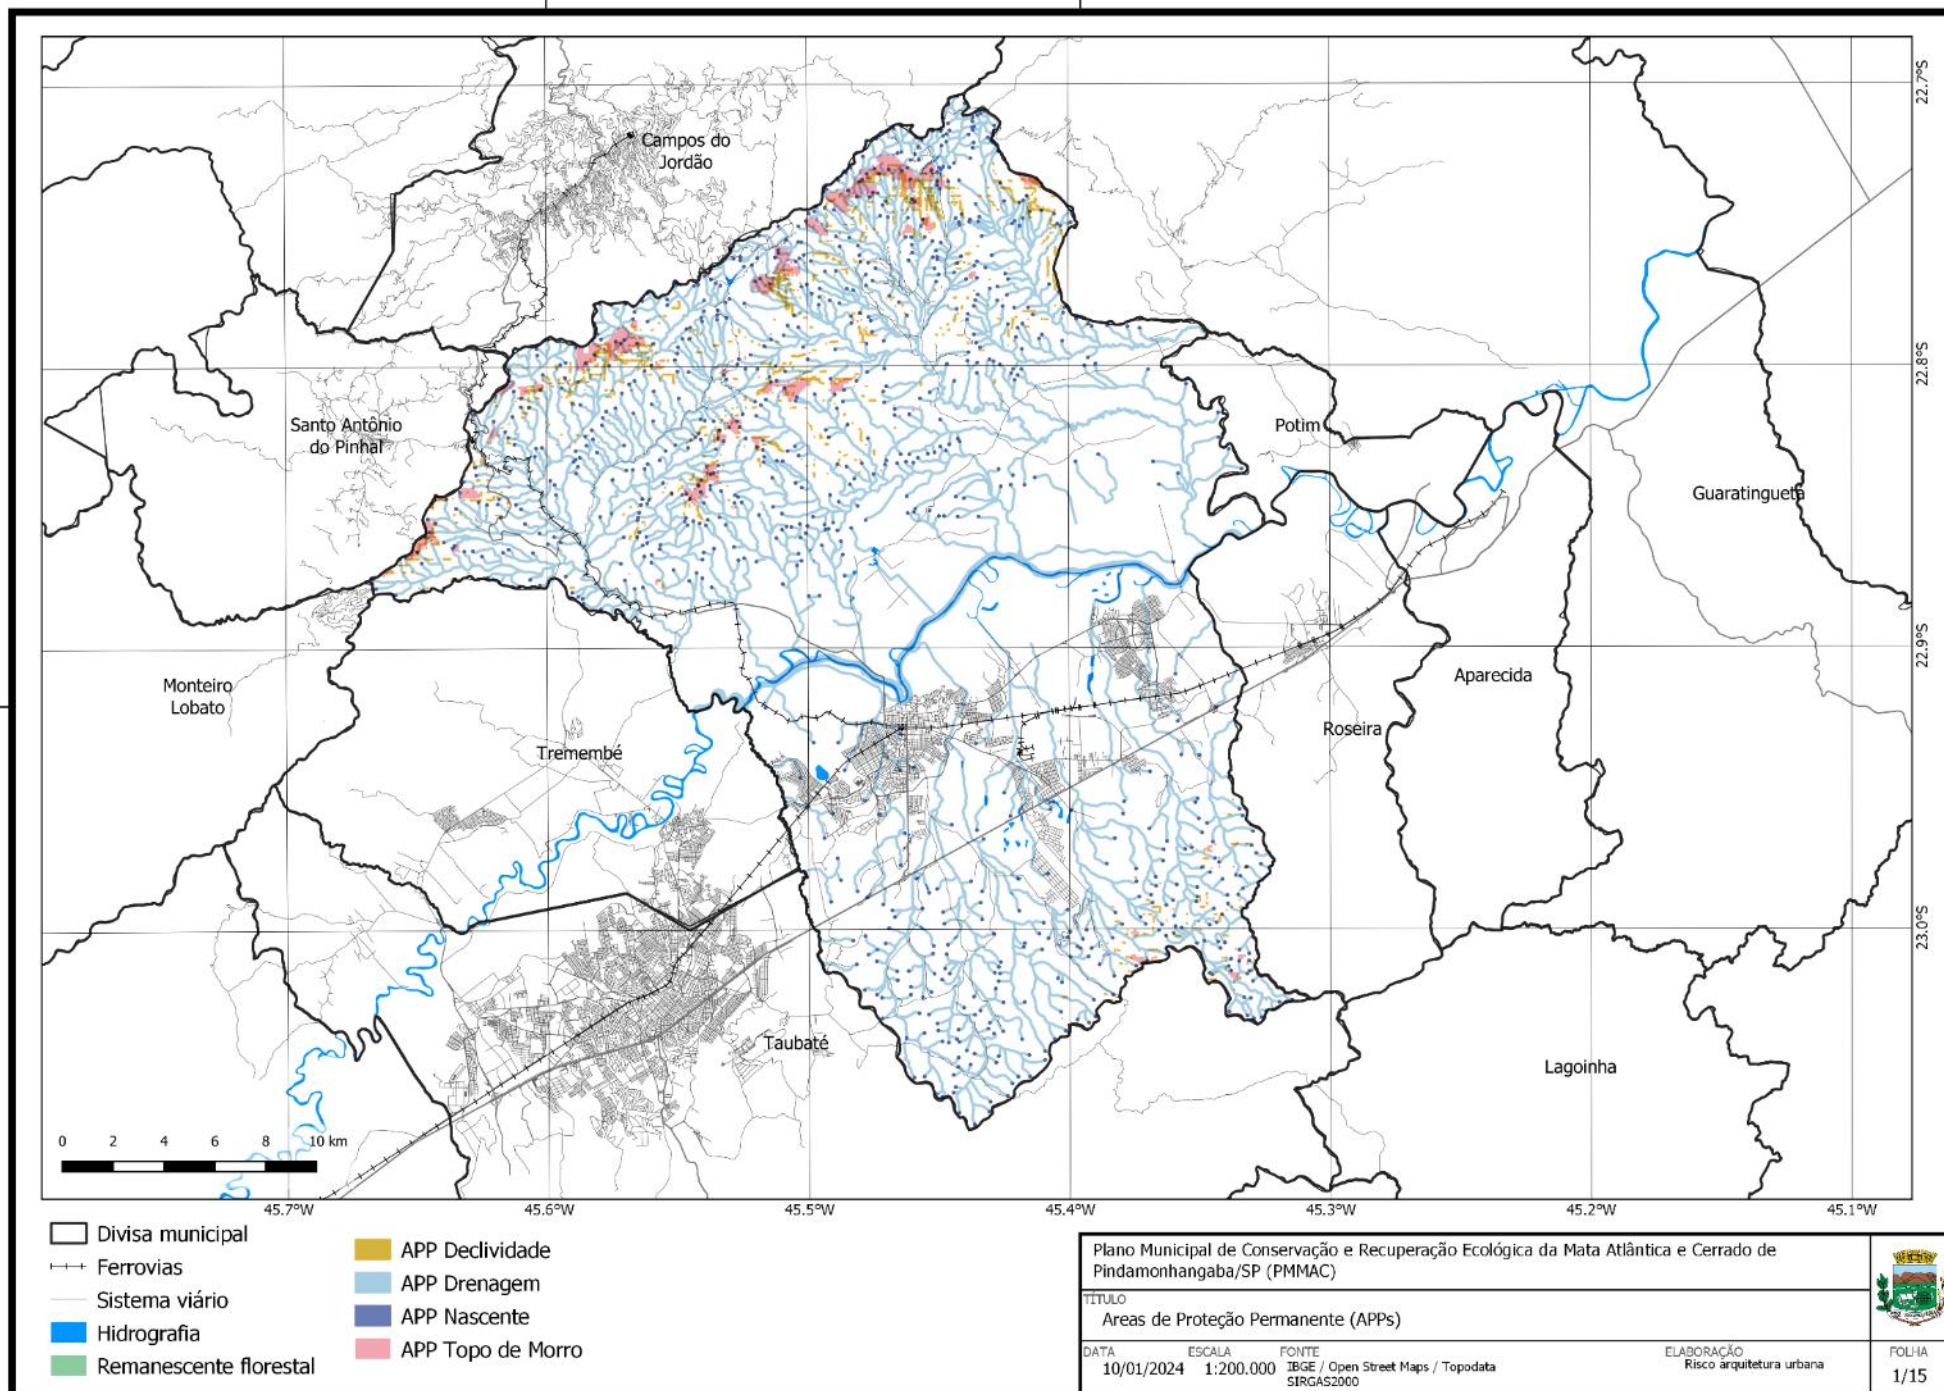 Campos do
Jordão
22.7°S
22.8°S
Santo Antônio
do Pinhal
Potim
Guaratinguetá
22.9°S
Monteiro
Lobato
Aparecida
Roseira
Tremembé
23.0°S
Taubaté
Lagoinha
0 2 4 6 8 10 km
45.7°W 45.6°W 45.5°W 45.4°W 45.3°W 45.2°W 45.1°W
Divisa municipal
Ferrovias
Sistema viário
Hidrografia
Remanescente florestal
APP Declividade
APP Drenagem
APP Nascente
APP Topo de Morro
Plano Municipal de Conservação e Recuperação Ecológica da Mata Atlântica e Cerrado de
Pindamonhangaba/SP (PMMAC)
TÍTULO
Areas de Proteção Permanente (APPs)
DATA ESCALA FONTE ELABORAÇÃO FOLHA
10/01/2024 1:200.000 IBGE / Open Street Maps / Topodata Risco arquitetura urbana
SIRGAS2000
1/15